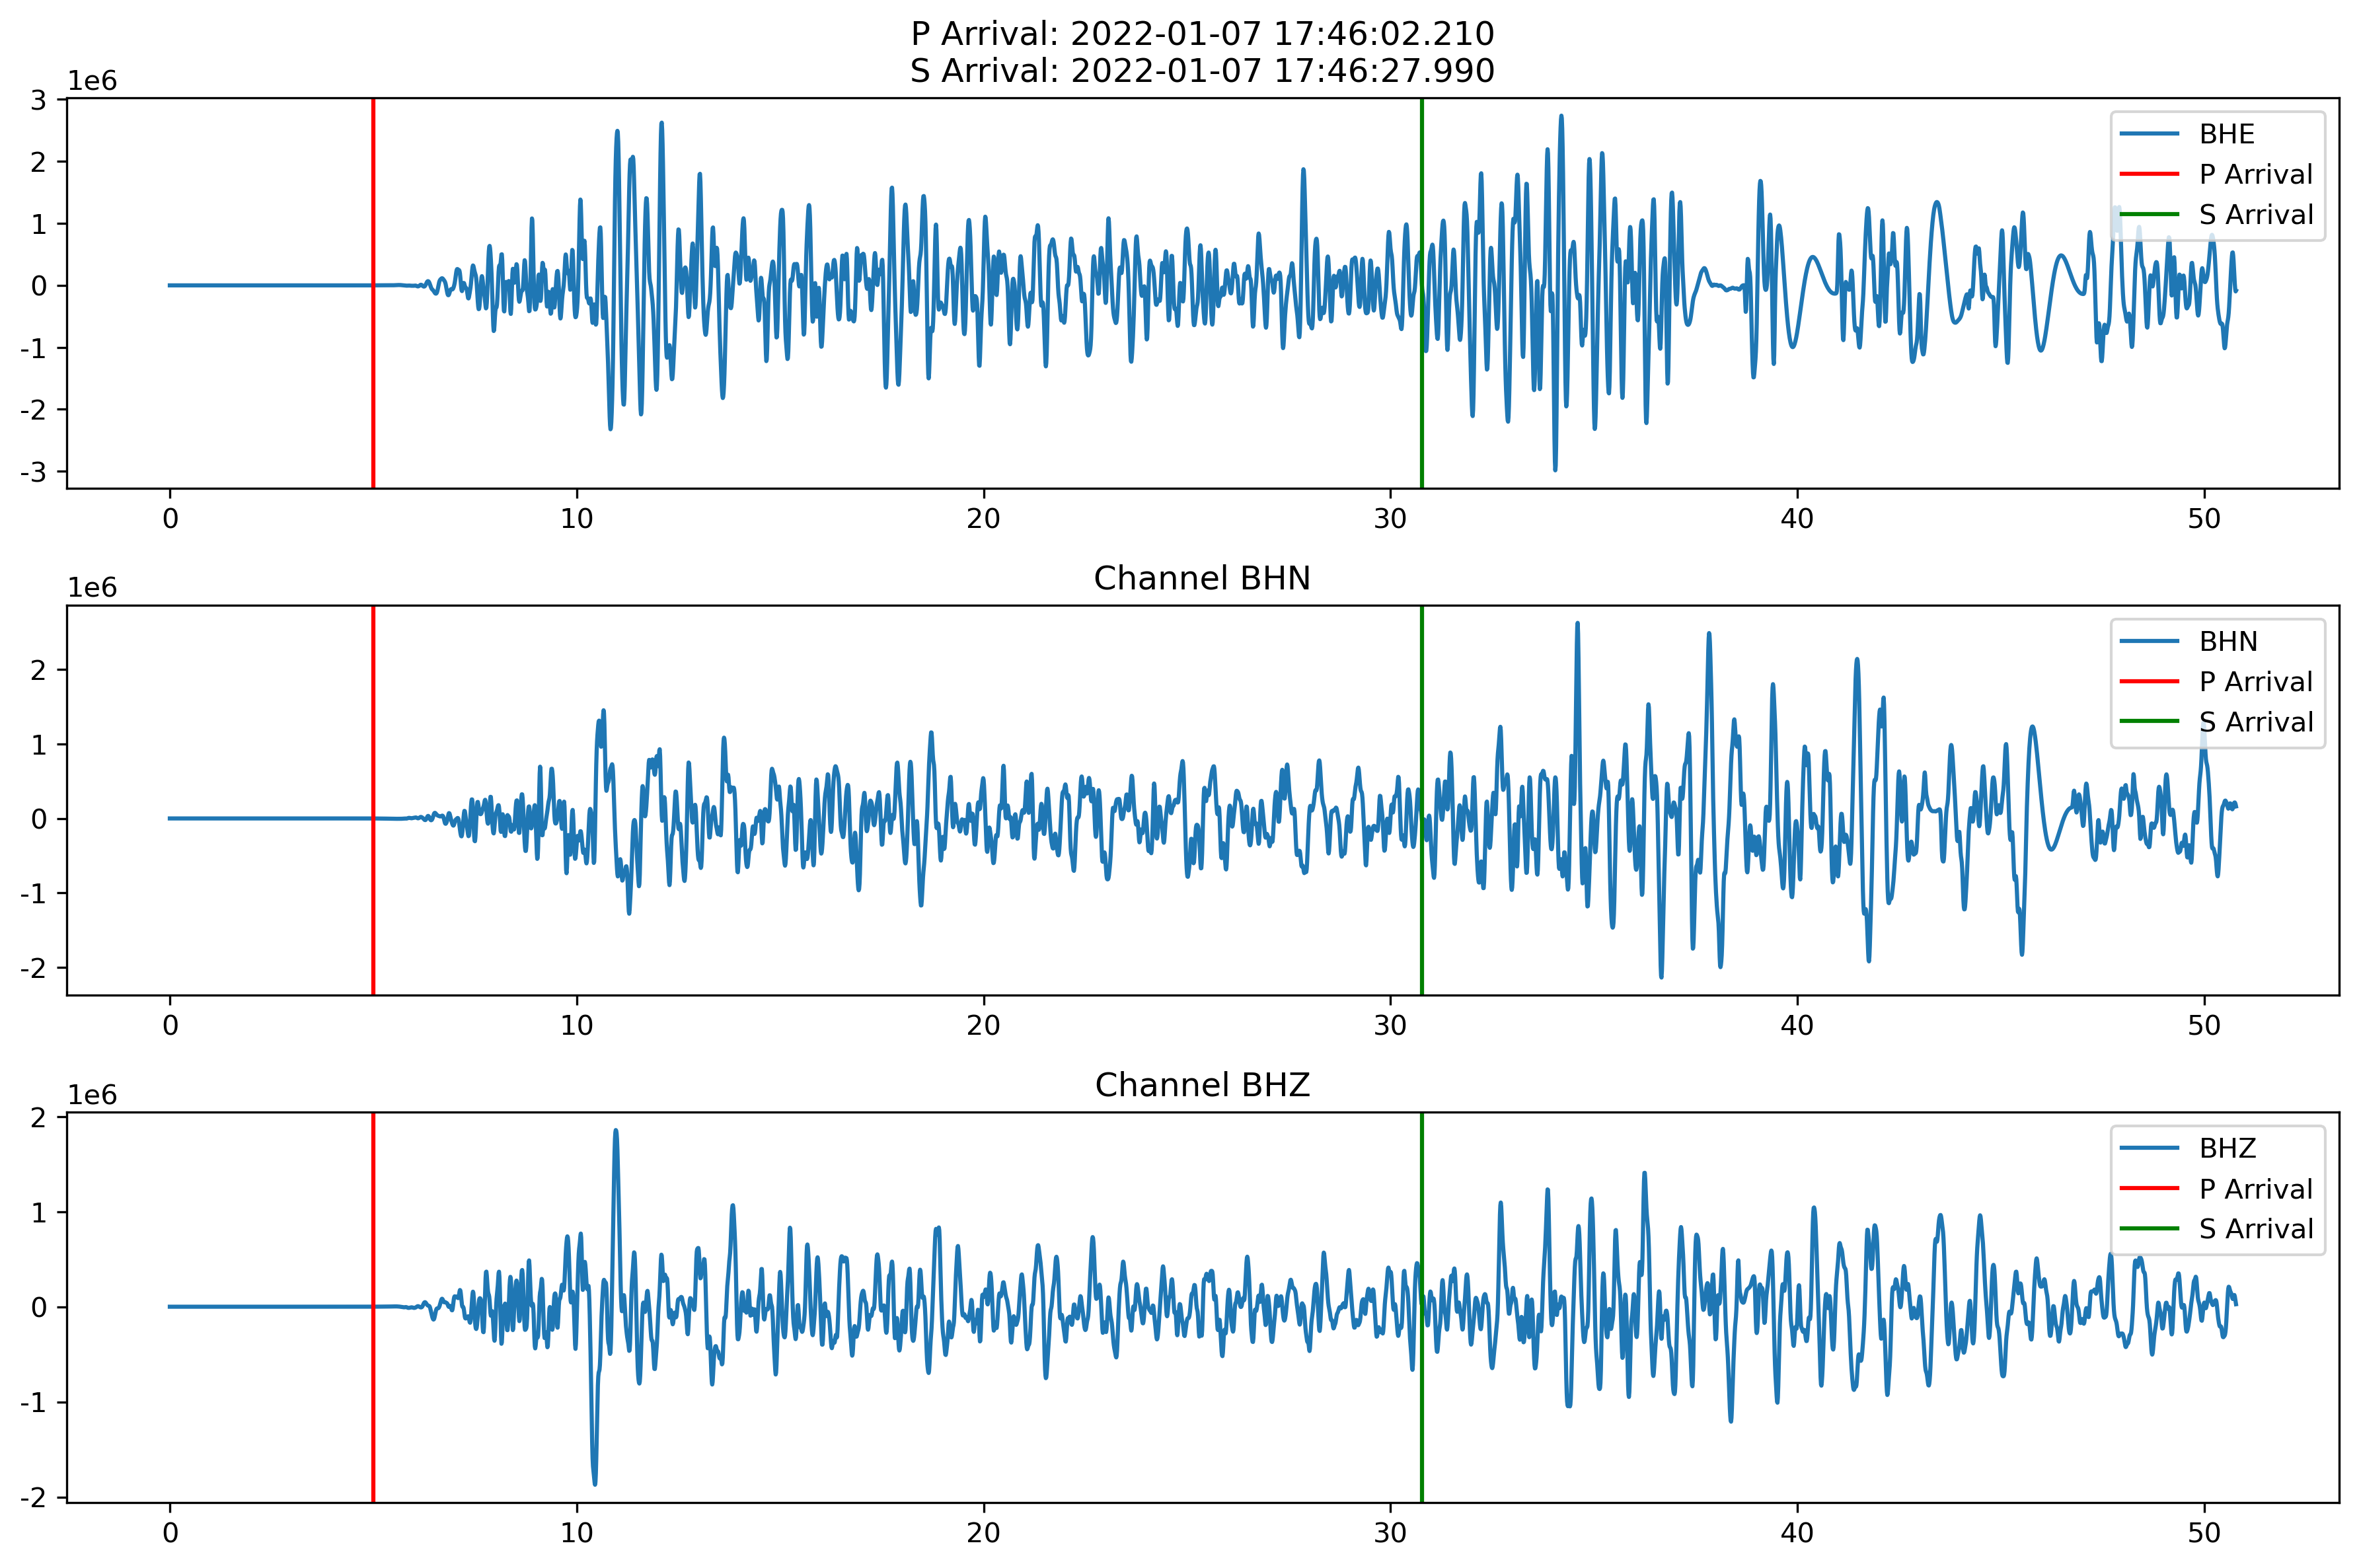 P Arrival: 2022-01-07 17:46:02.210
S Arrival: 2022-01-07 17:46:27.990
1e6
3
2
1
0
-1
-2
-3
BHE
P Arrival
S Arrival
0 10 20 30 40 50
Channel BHN
1e6
2
1
0
-1
-2
BHN
P Arrival
S Arrival
0 10 20 30 40 50
Channel BHZ
1e6
2
1
0
-1
-2
BHZ
P Arrival
S Arrival
0 10 20 30 40 50